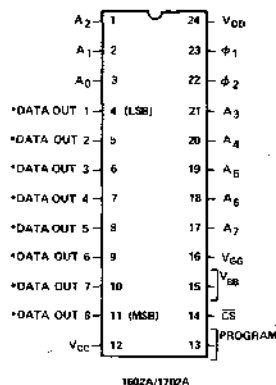 A2 1 24 VDD
A1 2 23 ϕ1
A0 3 22 ϕ2
*DATA OUT 1 4 (LSB) 21 A3
*DATA OUT 2 5 20 A4
*DATA OUT 3 6 19 A5
*DATA OUT 4 7 18 A6
*DATA OUT 5 8 17 A7
*DATA OUT 6 9 16 VGG
*DATA OUT 7 10 15 VBB
*DATA OUT 8 11 (MSB) 14 CS
VCC 12 13 PROGRAM
1602A/1702A